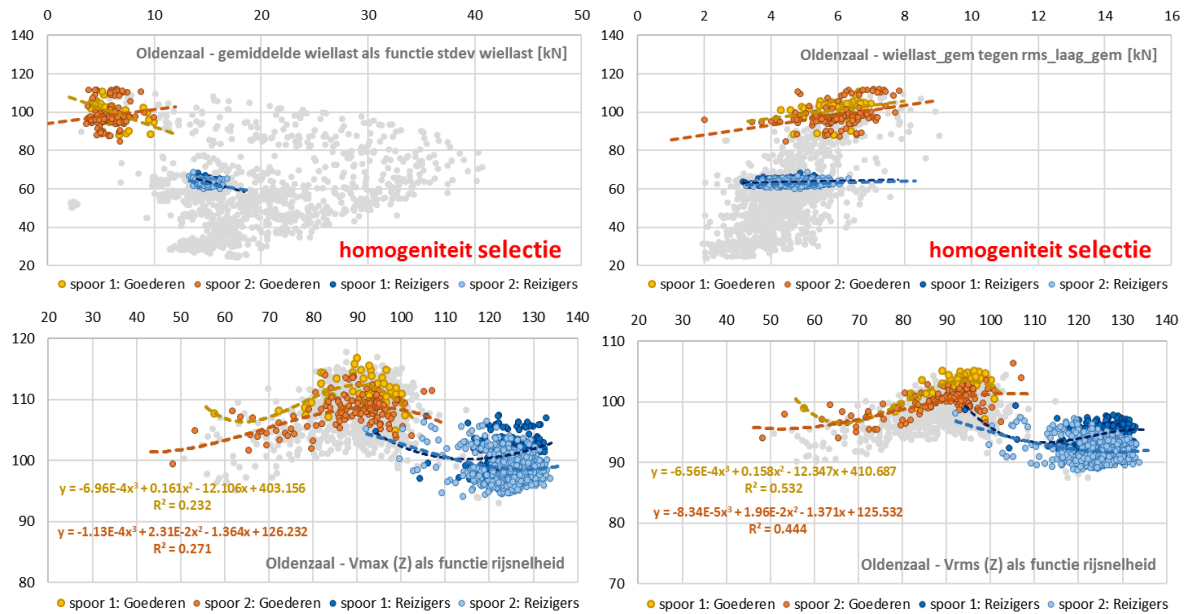 0 10 20 30 40 50
Oldenzaal - gemiddelde wiellast als functie stdev wiellast [kN]
140
120
100
80
60
40
20
homogeniteit selectie
spoor 1: Goederen spoor 2: Goederen spoor 1: Reizigers spoor 2: Reizigers
0 2 4 6 8 10 12 14 16
Oldenzaal - wiellast_gem tegen rms_laag_gem [kN]
140
120
100
80
60
40
20
homogeniteit selectie
spoor 1: Goederen spoor 2: Goederen spoor 1: Reizigers spoor 2: Reizigers
20 30 40 50 60 70 80 90 100 110 120 130 140
120
110
100
90
80
y = -6.96E-4x³ + 0.161x² - 12.106x + 403.156
R² = 0.232
y = -1.13E-4x³ + 2.31E-2x² - 1.364x + 126.232
R² = 0.271
Oldenzaal - Vmax (Z) als functie rijsnelheid
spoor 1: Goederen spoor 2: Goederen spoor 1: Reizigers spoor 2: Reizigers
20 30 40 50 60 70 80 90 100 110 120 130 140
110
100
90
80
70
y = -6.56E-4x³ + 0.158x² - 12.347x + 410.687
R² = 0.532
y = -8.34E-5x³ + 1.96E-2x² - 1.371x + 125.532
R² = 0.444
Oldenzaal - Vrms (Z) als functie rijsnelheid
spoor 1: Goederen spoor 2: Goederen spoor 1: Reizigers spoor 2: Reizigers